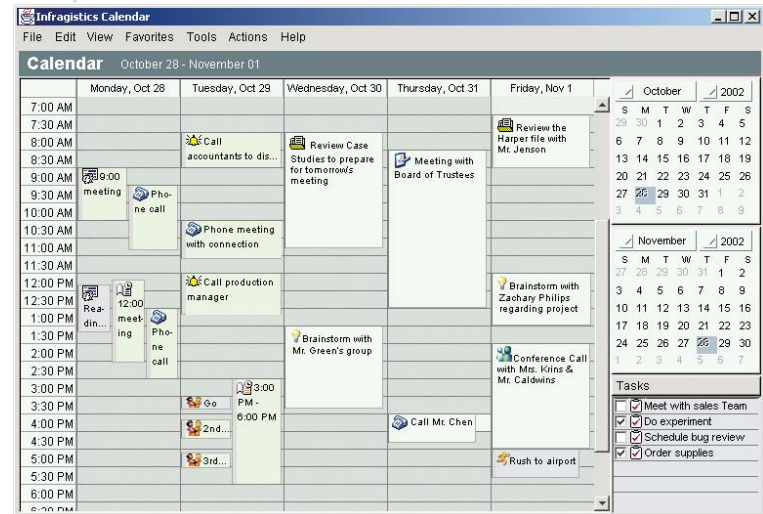 Infragistics Calendar
File Edit View Favorites Tools Actions Help
Calendar October 28 - November 01
Monday, Oct 28 Tuesday, Oct 29 Wednesday, Oct 30 Thursday, Oct 31 Friday, Nov 1
7:00 AM
7:30 AM
8:00 AM
8:30 AM
9:00 AM
9:30 AM
10:00 AM
10:30 AM
11:00 AM
11:30 AM
12:00 PM
12:30 PM
1:00 PM
1:30 PM
2:00 PM
2:30 PM
3:00 PM
3:30 PM
4:00 PM
4:30 PM
5:00 PM
5:30 PM
6:00 PM
6:30 PM
9:00
meeting
Pho-
ne call
Rea-
din...
12:00
meet-
ing
Pho-
ne
call
Call
accountants to dis...
Phone meeting
with connection
Call production
manager
Go
2nd...
3rd...
3:00
PM -
6:00 PM
Review Case
Studies to prepare
for tomorrow's
meeting
Brainstorm with
Mr. Green's group
Meeting with
Board of Trustees
Call Mr. Chen
Review the
Harper file with
Mr. Jenson
Brainstorm with
Zachary Philips
regarding project
Conference Call
with Mrs. Krins &
Mr. Caldwins
Rush to airport
October 2002
S M T W T F S
29 30 1 2 3 4 5
6 7 8 9 10 11 12
13 14 15 16 17 18 19
20 21 22 23 24 25 26
27 28 29 30 31 1 2
3 4 5 6 7 8 9
November 2002
S M T W T F S
27 28 29 30 31 1 2
3 4 5 6 7 8 9
10 11 12 13 14 15 16
17 18 19 20 21 22 23
24 25 26 27 28 29 30
1 2 3 4 5 6 7
Tasks
Meet with sales Team
Do experiment
Schedule bug review
Order supplies